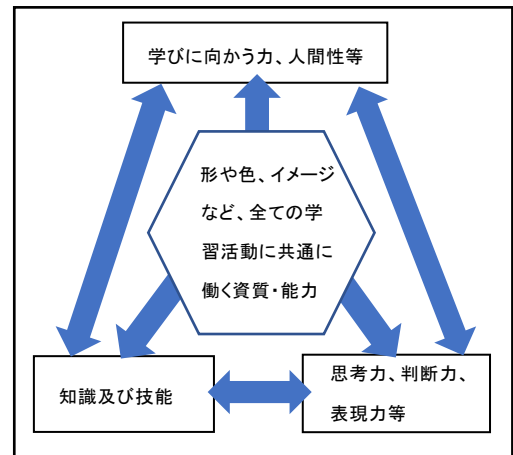 学びに向かう力、人間性等
形や色、イメージ
など、全ての学
習活動に共通に
働く資質・能力
知識及び技能
思考力、判断力、
表現力等